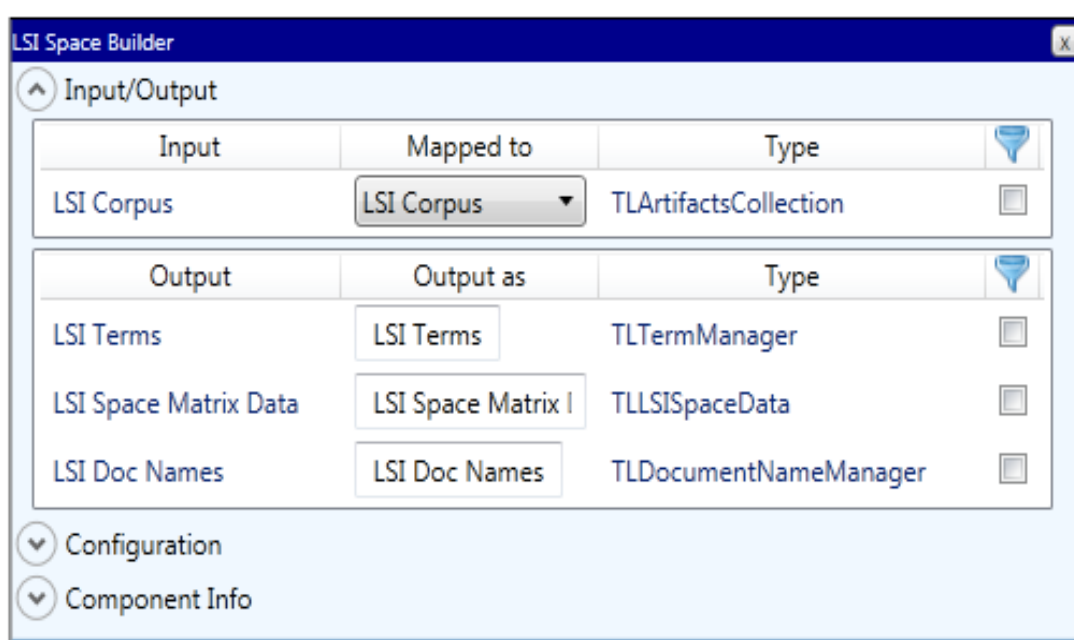 LSI Space Builder x
Input/Output
Input Mapped to Type
LSI Corpus LSI Corpus TLArtifactsCollection
Output Output as Type
LSI Terms LSI Terms TLTermManager
LSI Space Matrix Data LSI Space Matrix TLLSISpaceData
LSI Doc Names LSI Doc Names TLDocumentNameManager
Configuration
Component Info